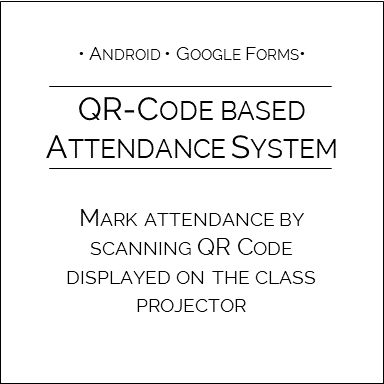 • Android • Google Forms•
QR-Code based
Attendance System
Mark attendance by
scanning QR Code
displayed on the class
projector